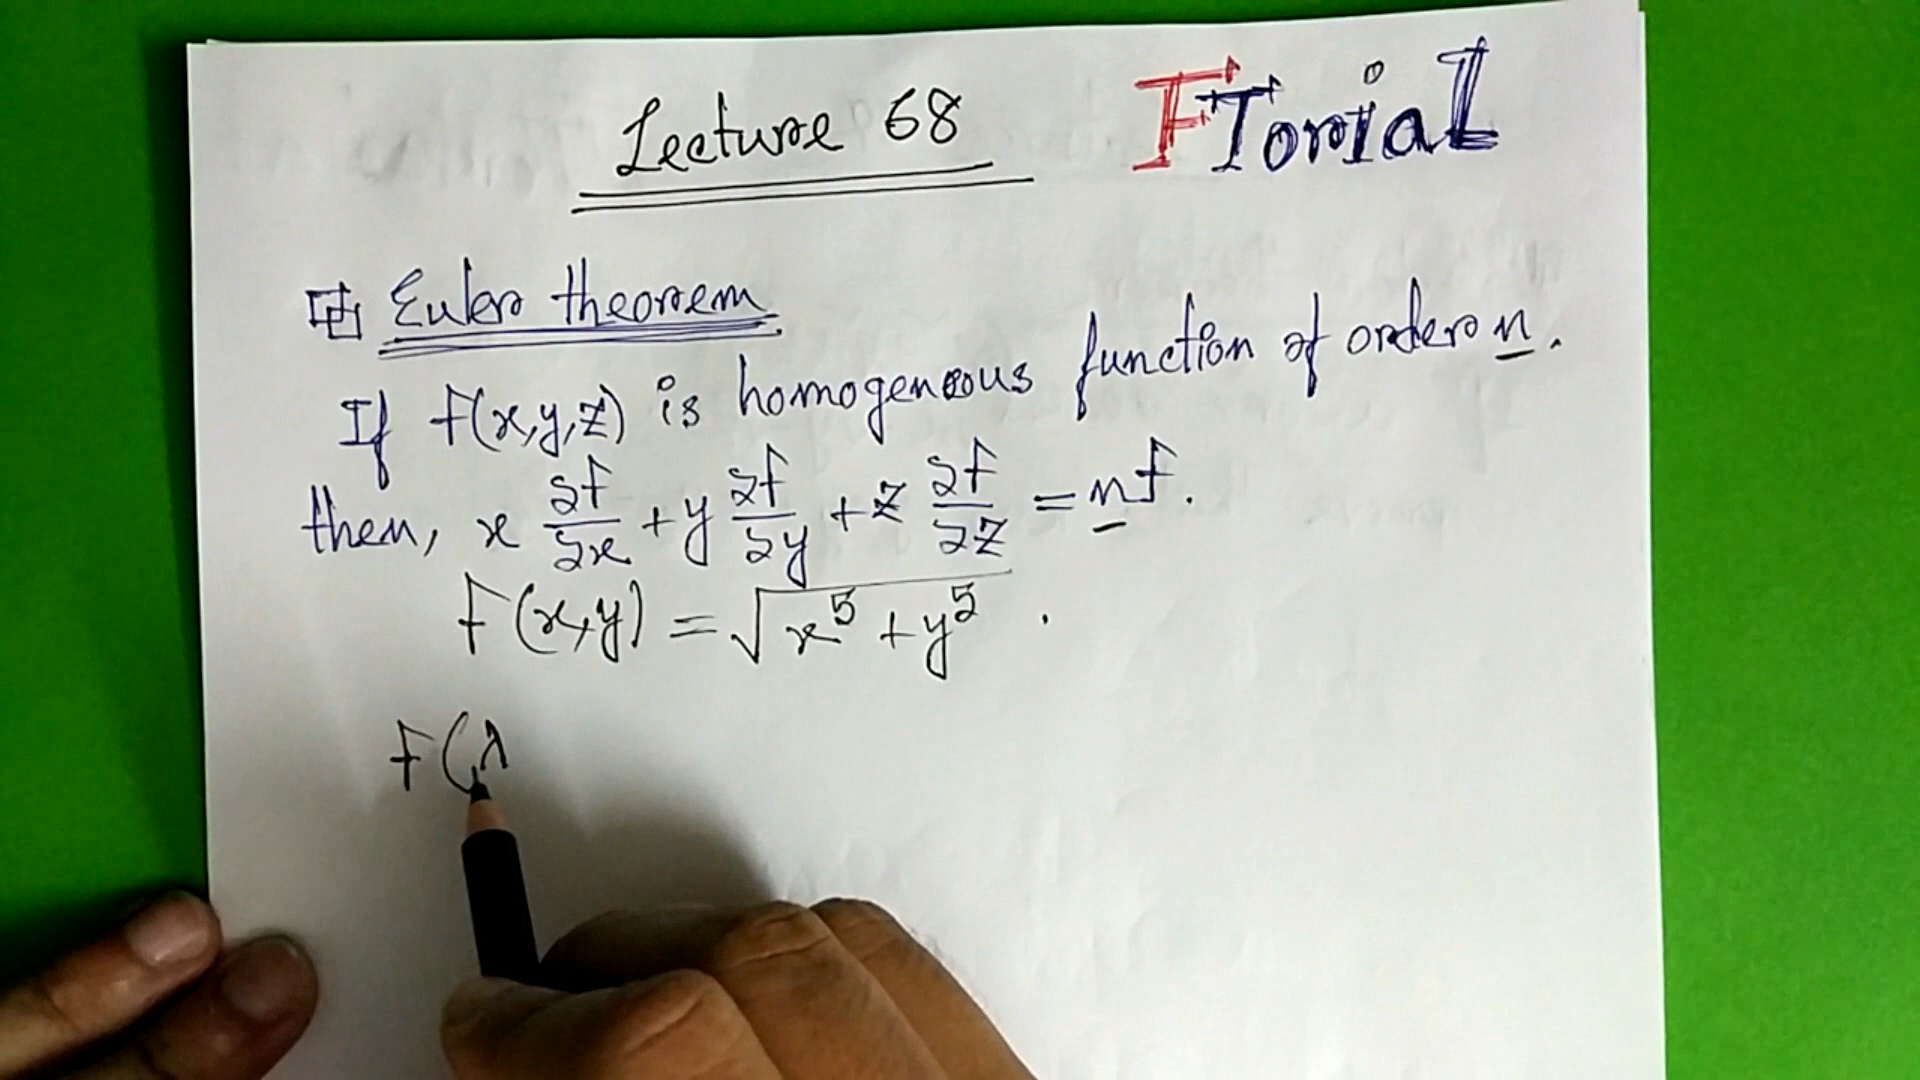 Lecture 68
FTorial
Euler theorem
If f(x,y,z) is homogeneous function of order n.
then, x ∂f/∂x + y ∂f/∂y + z ∂f/∂z = nf.
F(x,y) = √(x⁵ + y⁵) .
F(λ